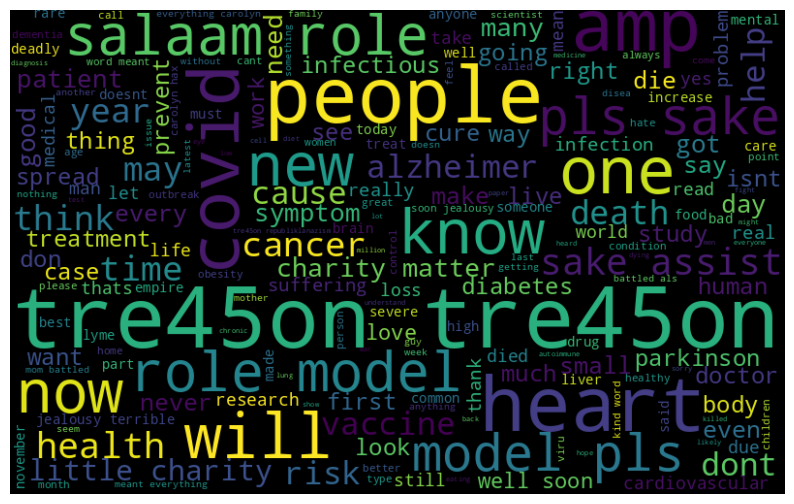 rare call everything carolyn family anyone scientist mental
dementia word meant something take always
deadly salaam role need many going amp help
diagnosis another without cant feel called mean come problem medicine
patient infectious right
year prevent covid people die pls sake
good medical doesnt carolyn hax work see today cure way yes increase
issue must cell diet doesn disea hate care point
thing may new alzheimer infection got isnt one
spread man let age latest women treat
every cause really make live say read day
think symptom someone know death food bad
outbreak great soon jealousy world condition might
treatment life cancer study real
don time charity matter sake assist
case thats empire suffering loss diabetes human
please obesity brain control million last getting battled als
tre45on tre45on
best lyme mother severe love high drug
want home part understand chronic person guy week autoimmune parkinson
now role model died much small doctor
mom battled made first common thank liver healthy
never research vaccine body
jealousy terrible health will look model pls heart even
november seem lung show anything kind word said due children killed
little charity risk still well soon dont
month meant everything better type back viru hope likely cardiovascular